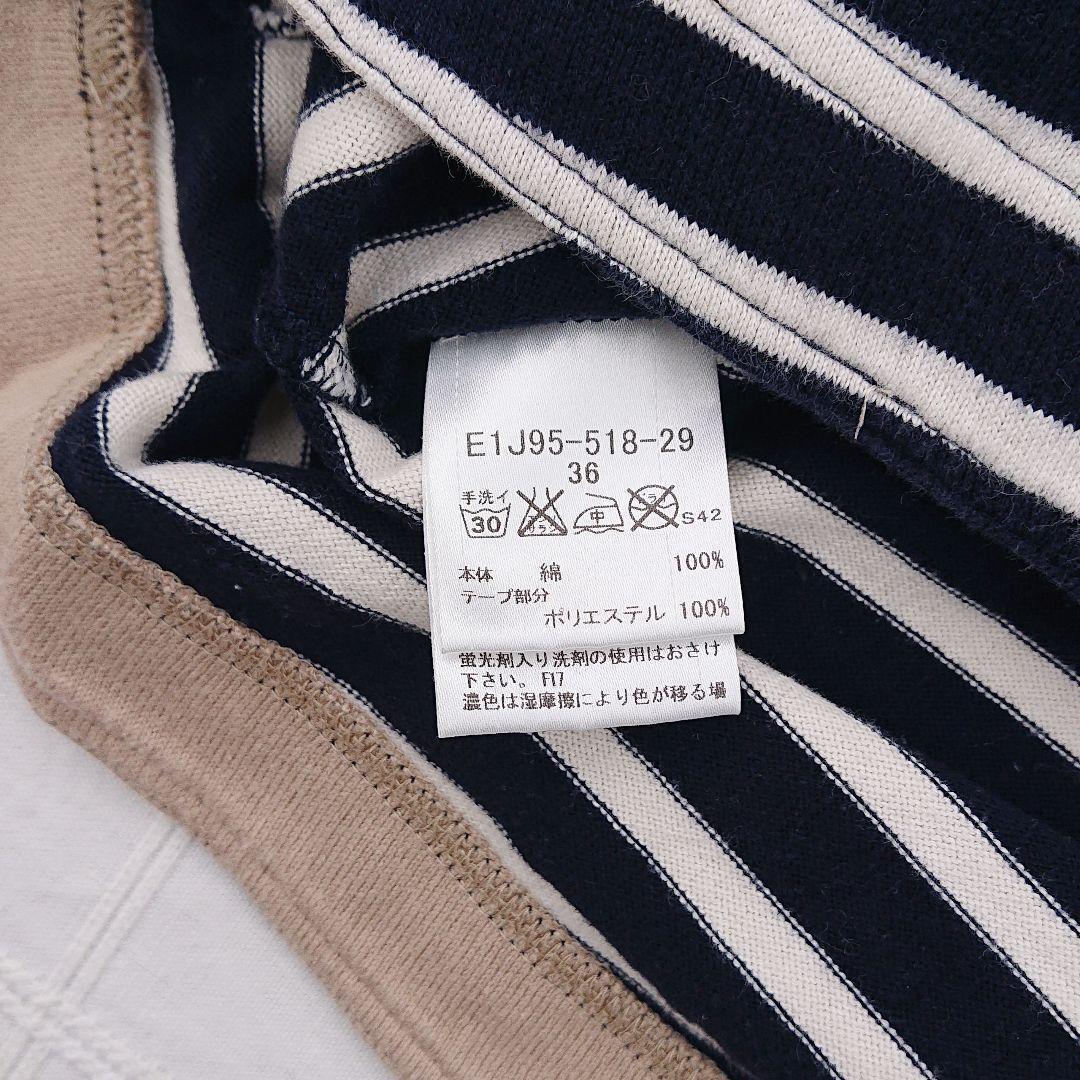 E1J95-518-29
36
手洗イ
30 中 S42
本体 綿 100%
テープ部分
ポリエステル 100%
蛍光剤入り洗剤の使用はおさけ
下さい。F17
濃色は湿摩擦により色が移る場